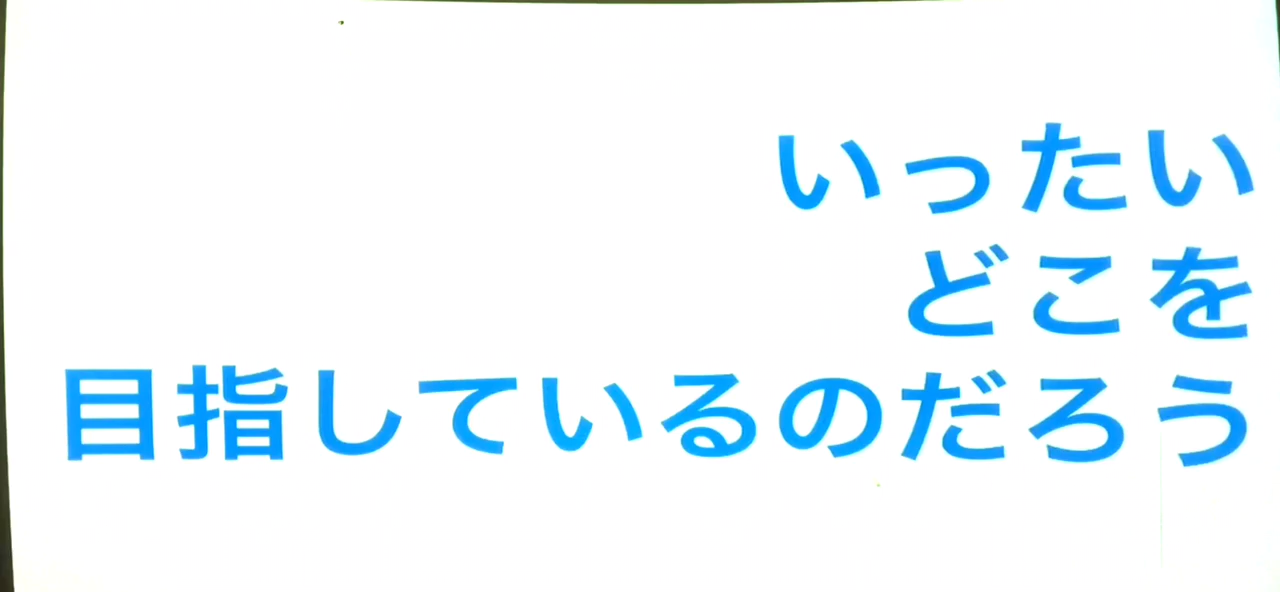 いったい
どこを
目指しているのだろう